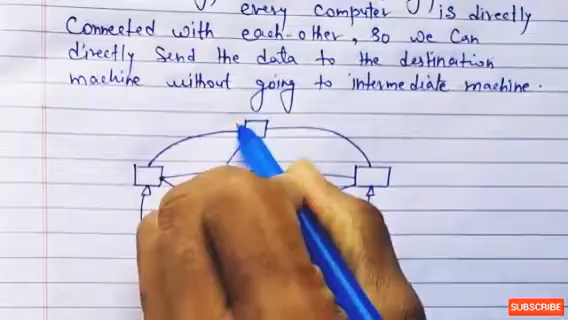 every computer is directly
Connected with each-other, So we Can
directly Send the data to the destination
machine without going to intermediate machine.
SUBSCRIBE